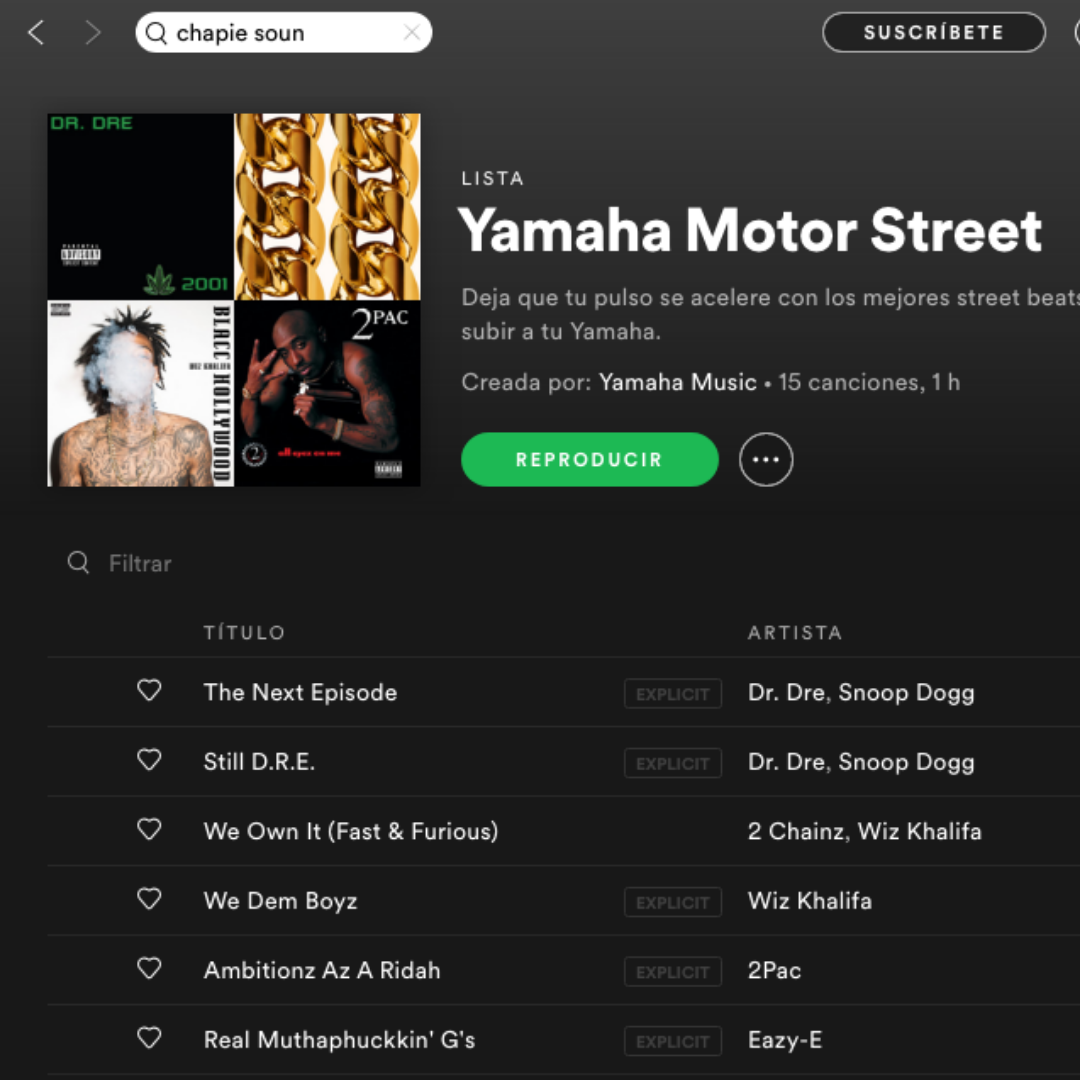 chapie soun
SUSCRÍBETE
DR. DRE
2001
BLACC HOLLYWOOD
WIZ KHALIFA
2PAC
2
all eyez on me
LISTA
Yamaha Motor Street
Deja que tu pulso se acelere con los mejores street beats
subir a tu Yamaha.
Creada por: Yamaha Music • 15 canciones, 1 h
REPRODUCIR
Filtrar
TÍTULO ARTISTA
The Next Episode EXPLICIT Dr. Dre, Snoop Dogg
Still D.R.E. EXPLICIT Dr. Dre, Snoop Dogg
We Own It (Fast & Furious) 2 Chainz, Wiz Khalifa
We Dem Boyz EXPLICIT Wiz Khalifa
Ambitionz Az A Ridah EXPLICIT 2Pac
Real Muthaphuckkin' G's EXPLICIT Eazy-E